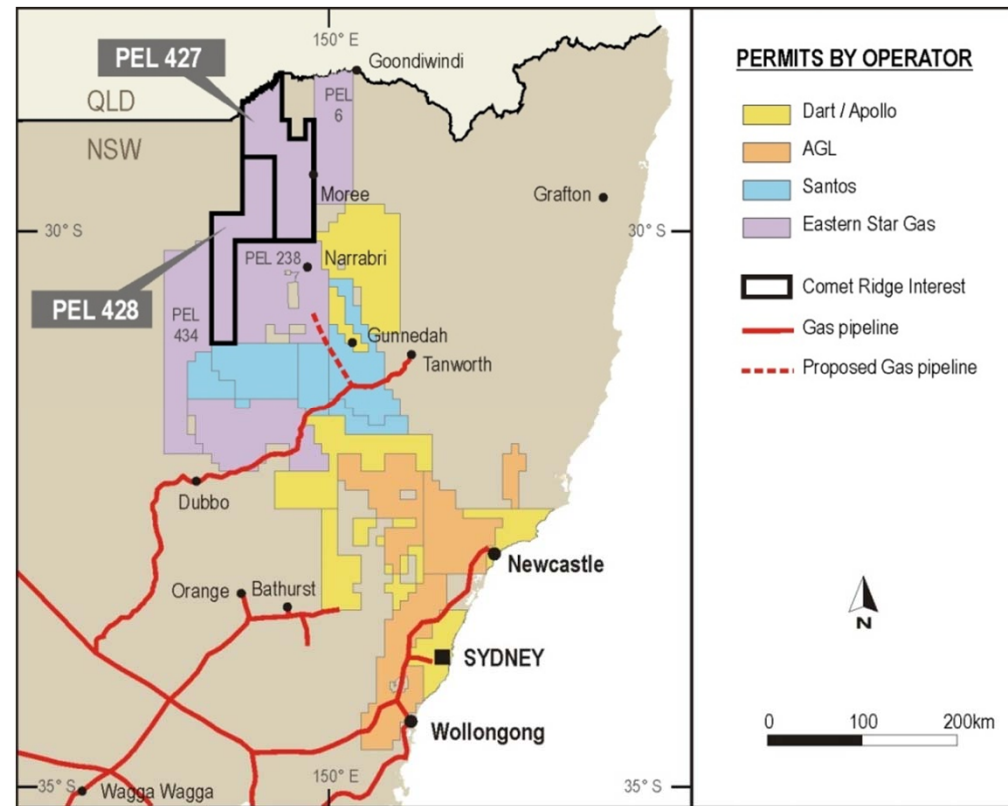 150° E
PEL 427
Goondiwindi
QLD
PEL
6
NSW
Moree
Grafton
30° S
30° S
PEL 238
Narrabri
PEL 428
PEL
434
Gunnedah
Tanworth
Dubbo
Newcastle
Orange
Bathurst
SYDNEY
Wollongong
150° E
35° S
35° S
Wagga Wagga
PERMITS BY OPERATOR
Dart / Apollo
AGL
Santos
Eastern Star Gas
Comet Ridge Interest
Gas pipeline
Proposed Gas pipeline
N
0
100
200km